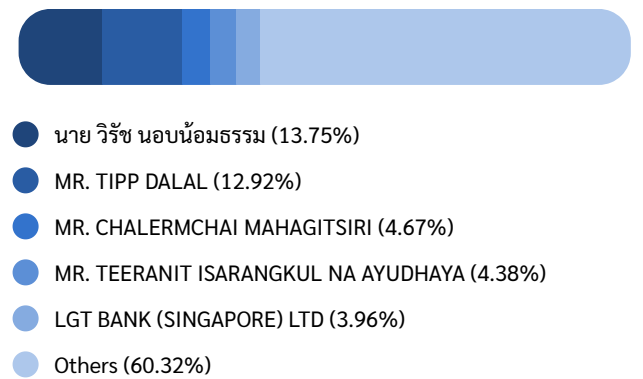 นาย วิรัช นอบน้อมธรรม (13.75%)
MR. TIPP DALAL (12.92%)
MR. CHALERMCHAI MAHAGITSIRI (4.67%)
MR. TEERANIT ISARANGKUL NA AYUDHAYA (4.38%)
LGT BANK (SINGAPORE) LTD (3.96%)
Others (60.32%)